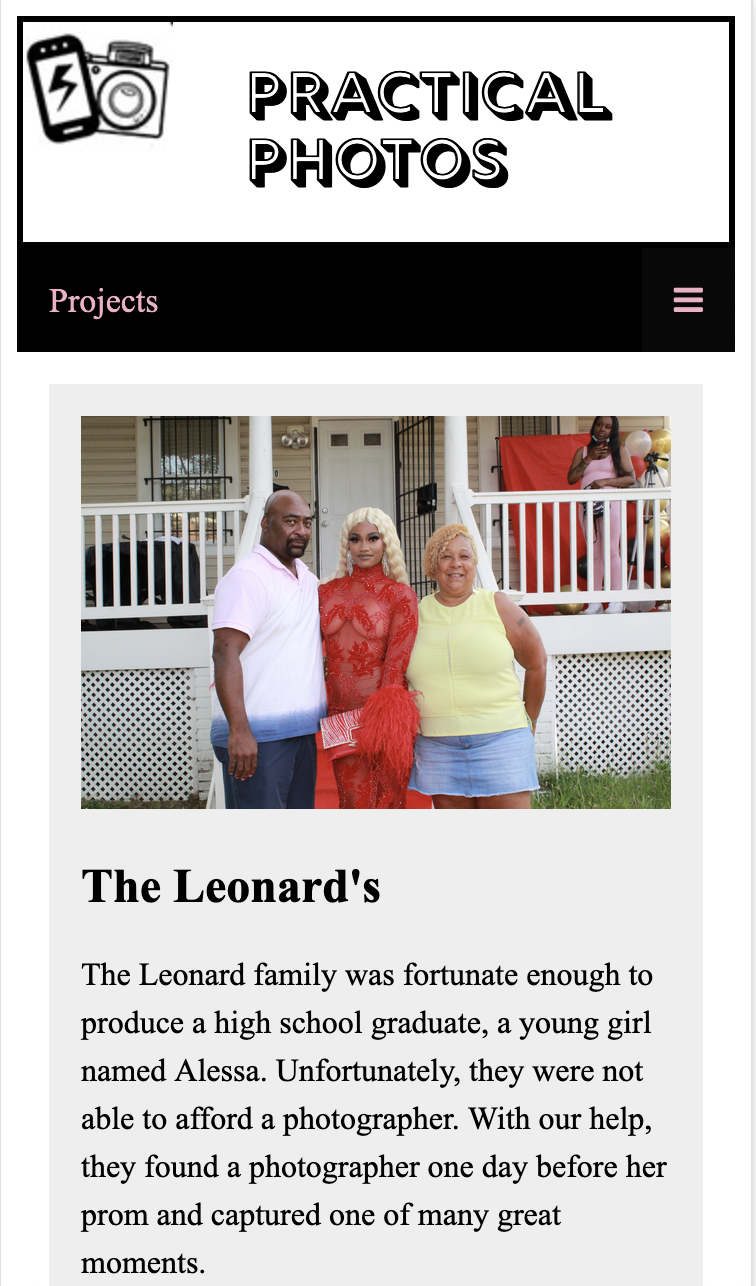 PRACTICAL
PHOTOS
Projects
The Leonard's
The Leonard family was fortunate enough to
produce a high school graduate, a young girl
named Alessa. Unfortunately, they were not
able to afford a photographer. With our help,
they found a photographer one day before her
prom and captured one of many great
moments.